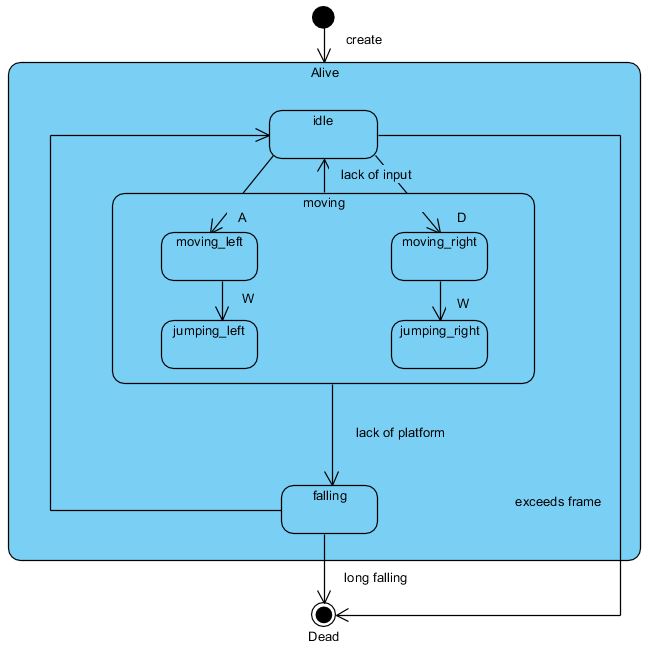 create
Alive
idle
lack of input
moving
A
D
moving_left
moving_right
W
W
jumping_left
jumping_right
lack of platform
falling
exceeds frame
long falling
Dead